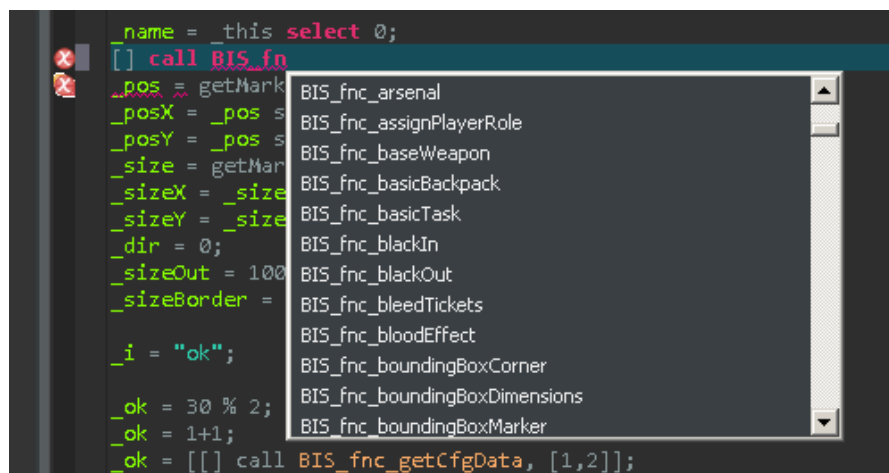 _name = _this select 0;
[] call BIS_fn
_pos = getMark
_posX = _pos s
_posY = _pos s
_size = getMar
_sizeX = _size
_sizeY = _size
_dir = 0;
_sizeOut = 100
_sizeBorder =
_i = "ok";
_ok = 30 % 2;
_ok = 1+1;
_ok = [[] call BIS_fnc_getCfgData, [1,2]];
BIS_fnc_arsenal
BIS_fnc_assignPlayerRole
BIS_fnc_baseWeapon
BIS_fnc_basicBackpack
BIS_fnc_basicTask
BIS_fnc_blackIn
BIS_fnc_blackOut
BIS_fnc_bleedTickets
BIS_fnc_bloodEffect
BIS_fnc_boundingBoxCorner
BIS_fnc_boundingBoxDimensions
BIS_fnc_boundingBoxMarker